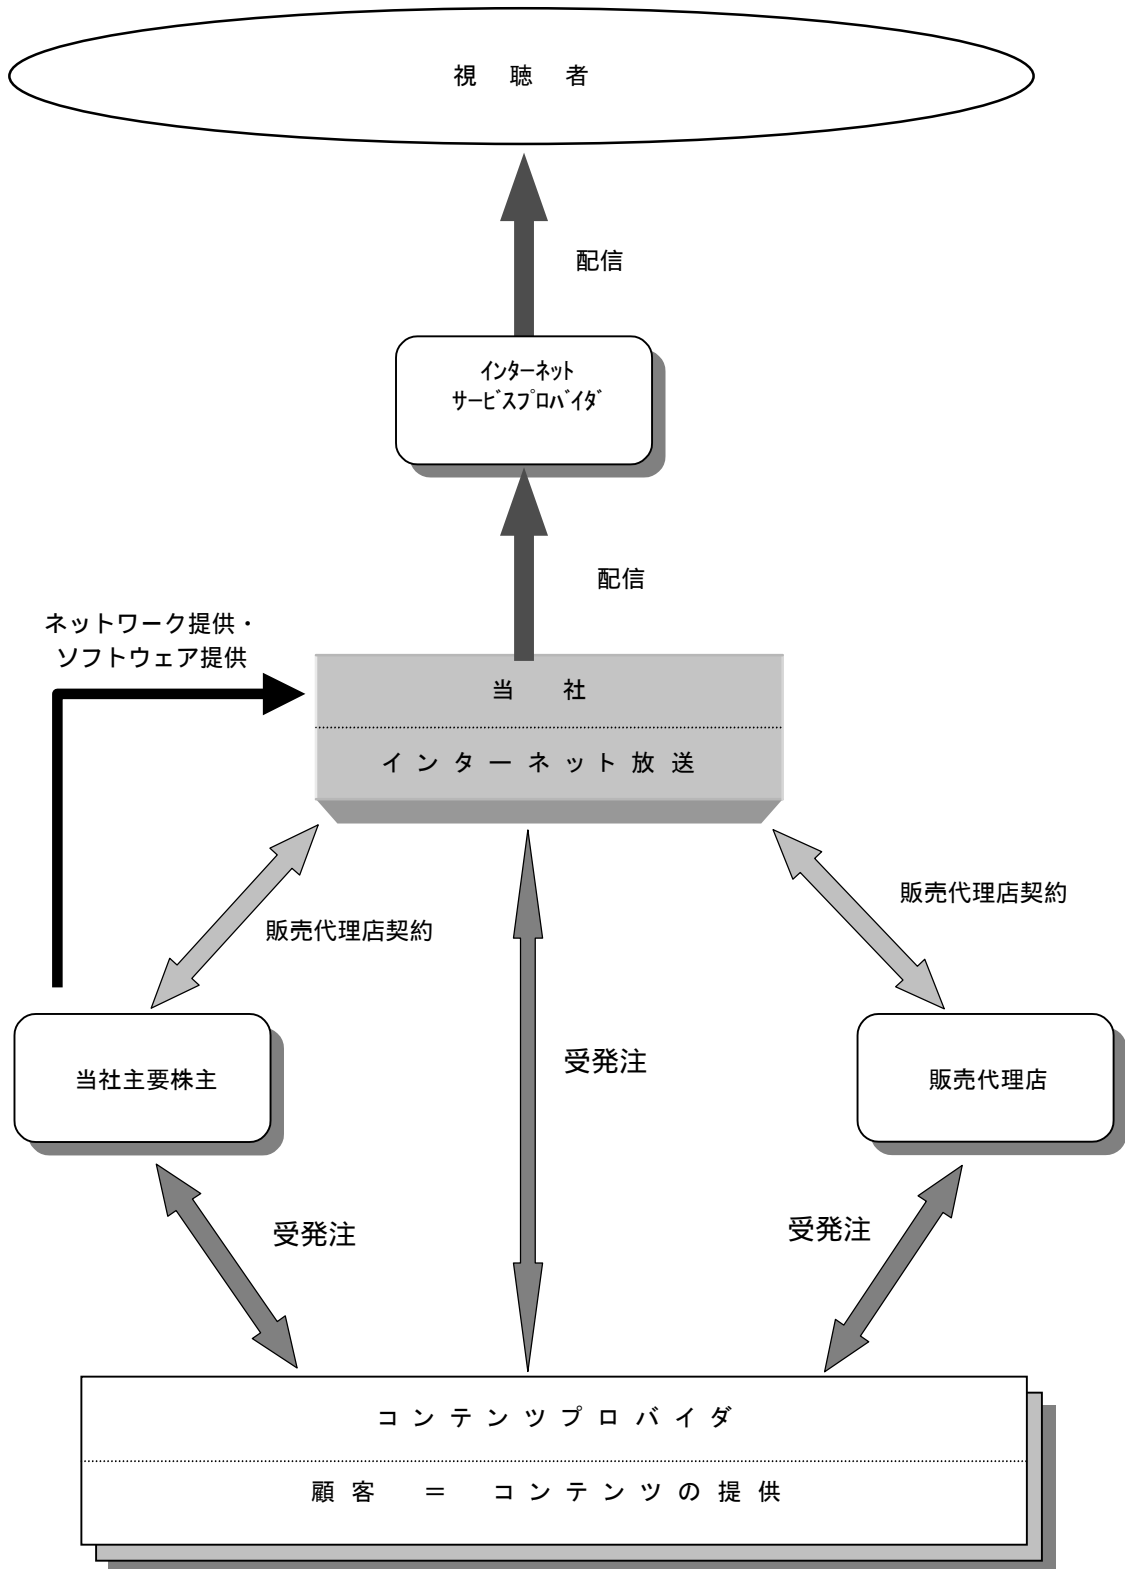 視 聴 者
配信
インターネット
サービスプロバイダ
配信
ネットワーク提供・
ソフトウェア提供
当 社
インターネット放送
販売代理店契約
販売代理店契約
受発注
当社主要株主
販売代理店
受発注
受発注
コンテンツプロバイダ
顧客 ＝ コンテンツの提供